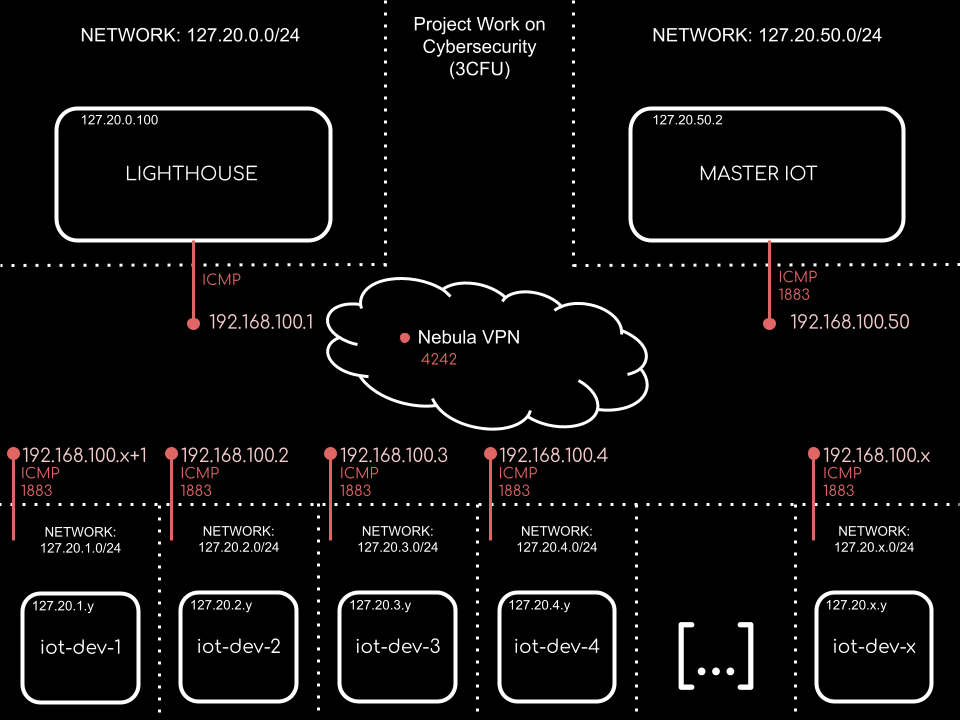 NETWORK: 127.20.0.0/24
Project Work on
Cybersecurity
(3CFU)
NETWORK: 127.20.50.0/24
127.20.0.100
LIGHTHOUSE
127.20.50.2
MASTER IOT
ICMP
192.168.100.1
ICMP
1883
192.168.100.50
Nebula VPN
4242
192.168.100.x+1
ICMP
1883
192.168.100.2
ICMP
1883
192.168.100.3
ICMP
1883
192.168.100.4
ICMP
1883
192.168.100.x
ICMP
1883
NETWORK:
127.20.1.0/24
NETWORK:
127.20.2.0/24
NETWORK:
127.20.3.0/24
NETWORK:
127.20.4.0/24
NETWORK:
127.20.x.0/24
127.20.1.y
iot-dev-1
127.20.2.y
iot-dev-2
127.20.3.y
iot-dev-3
127.20.4.y
iot-dev-4
[...]
127.20.x.y
iot-dev-x